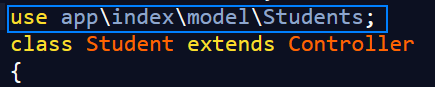 use app\index\model\Students;
class Student extends Controller
{